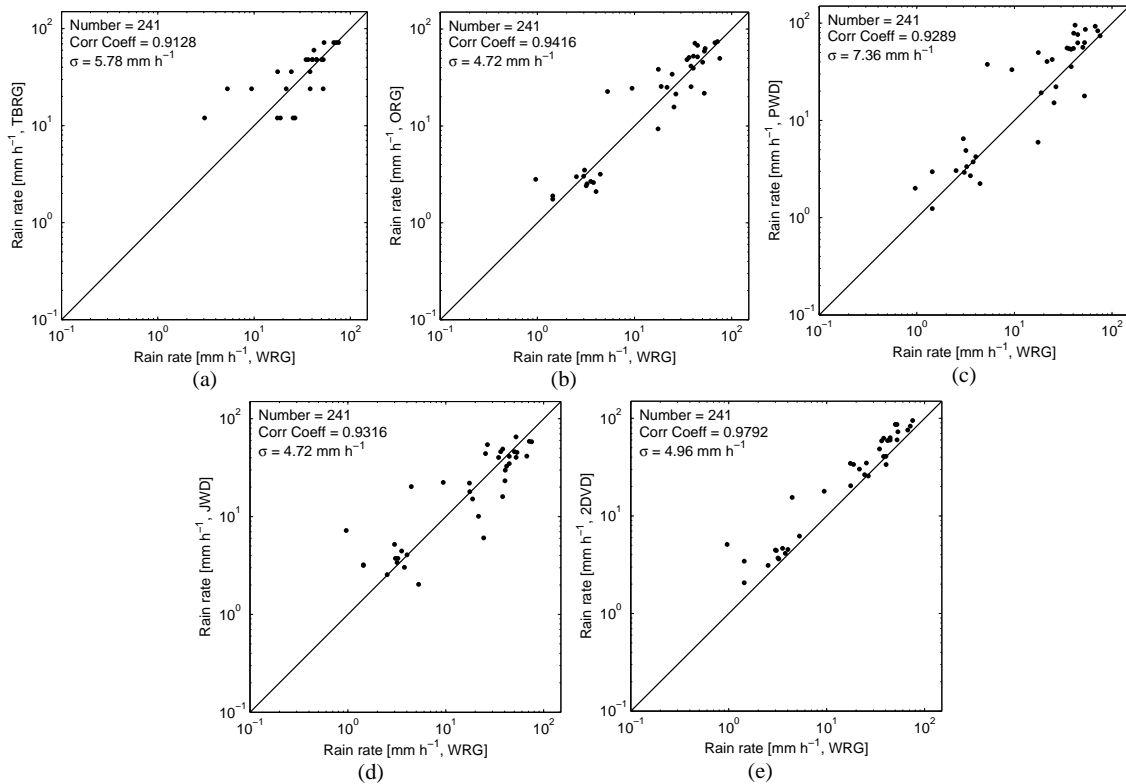 Number = 241
Corr Coeff = 0.9128
σ = 5.78 mm h⁻¹
Rain rate [mm h⁻¹, TBRG]
10²
10¹
10⁰
10⁻¹
10⁻¹ 10⁰ 10¹ 10²
Rain rate [mm h⁻¹, WRG]
(a)
Number = 241
Corr Coeff = 0.9416
σ = 4.72 mm h⁻¹
Rain rate [mm h⁻¹, ORG]
10²
10¹
10⁰
10⁻¹
10⁻¹ 10⁰ 10¹ 10²
Rain rate [mm h⁻¹, WRG]
(b)
Number = 241
Corr Coeff = 0.9289
σ = 7.36 mm h⁻¹
Rain rate [mm h⁻¹, PWD]
10²
10¹
10⁰
10⁻¹
10⁻¹ 10⁰ 10¹ 10²
Rain rate [mm h⁻¹, WRG]
(c)
Number = 241
Corr Coeff = 0.9316
σ = 4.72 mm h⁻¹
Rain rate [mm h⁻¹, JWD]
10²
10¹
10⁰
10⁻¹
10⁻¹ 10⁰ 10¹ 10²
Rain rate [mm h⁻¹, WRG]
(d)
Number = 241
Corr Coeff = 0.9792
σ = 4.96 mm h⁻¹
Rain rate [mm h⁻¹, 2DVD]
10²
10¹
10⁰
10⁻¹
10⁻¹ 10⁰ 10¹ 10²
Rain rate [mm h⁻¹, WRG]
(e)